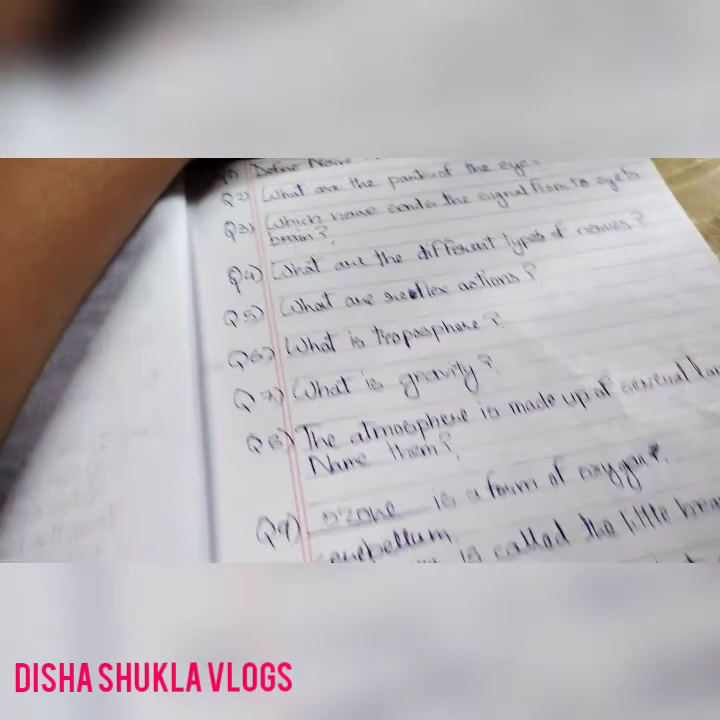 Q1) Define Nerve
Q2) What are the parts of the eye?
Q3) Which nerve sends the signal from to eye to
brain?
Q4) What are the different types of nerves?
Q5) What are reflex actions?
Q6) What is troposphere?
Q7) What is gravity?
Q8) The atmosphere is made up of several
Name them?
Q9) ozone is a form of oxygen.
cerebellum is called the little
DISHA SHUKLA VLOGS